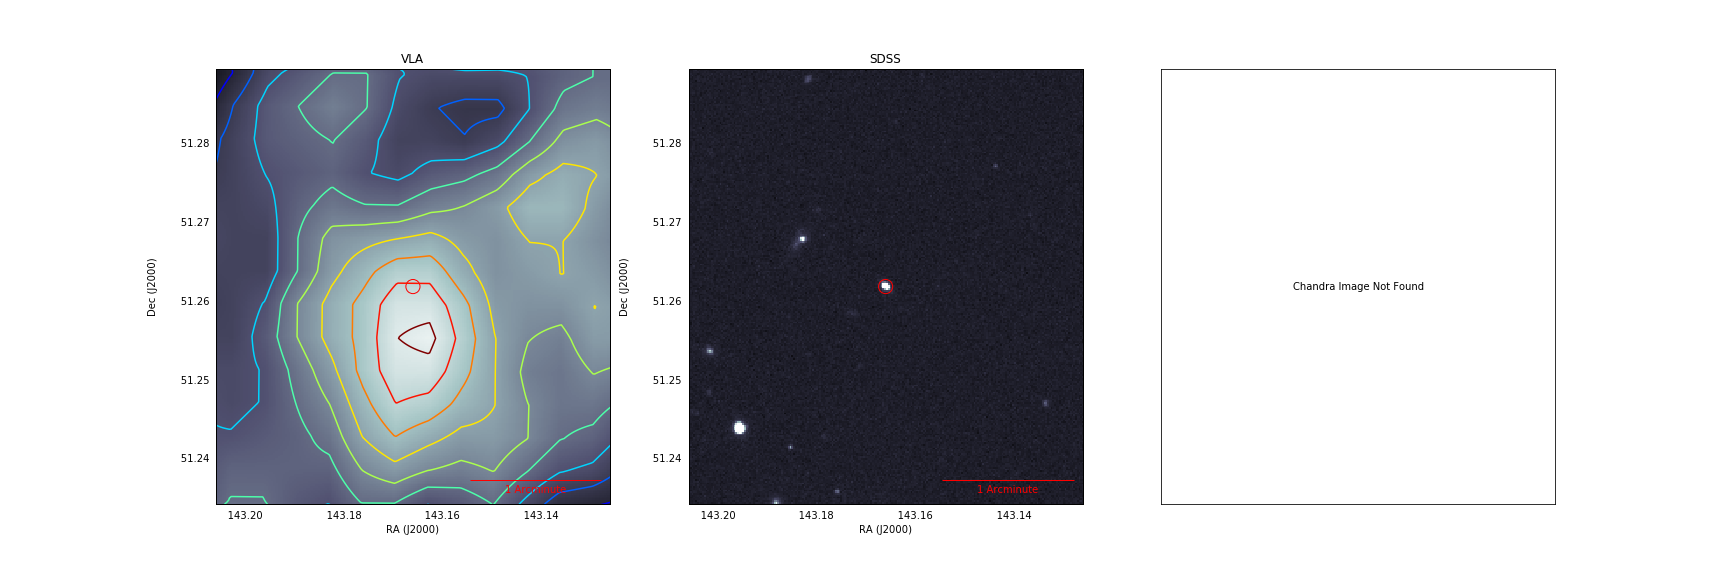 VLA
Dec (J2000)
51.28
51.27
51.26
51.25
51.24
1 Arcminute
143.20 143.18 143.16 143.14
RA (J2000)
SDSS
Dec (J2000)
51.28
51.27
51.26
51.25
51.24
1 Arcminute
143.20 143.18 143.16 143.14
RA (J2000)
Chandra Image Not Found